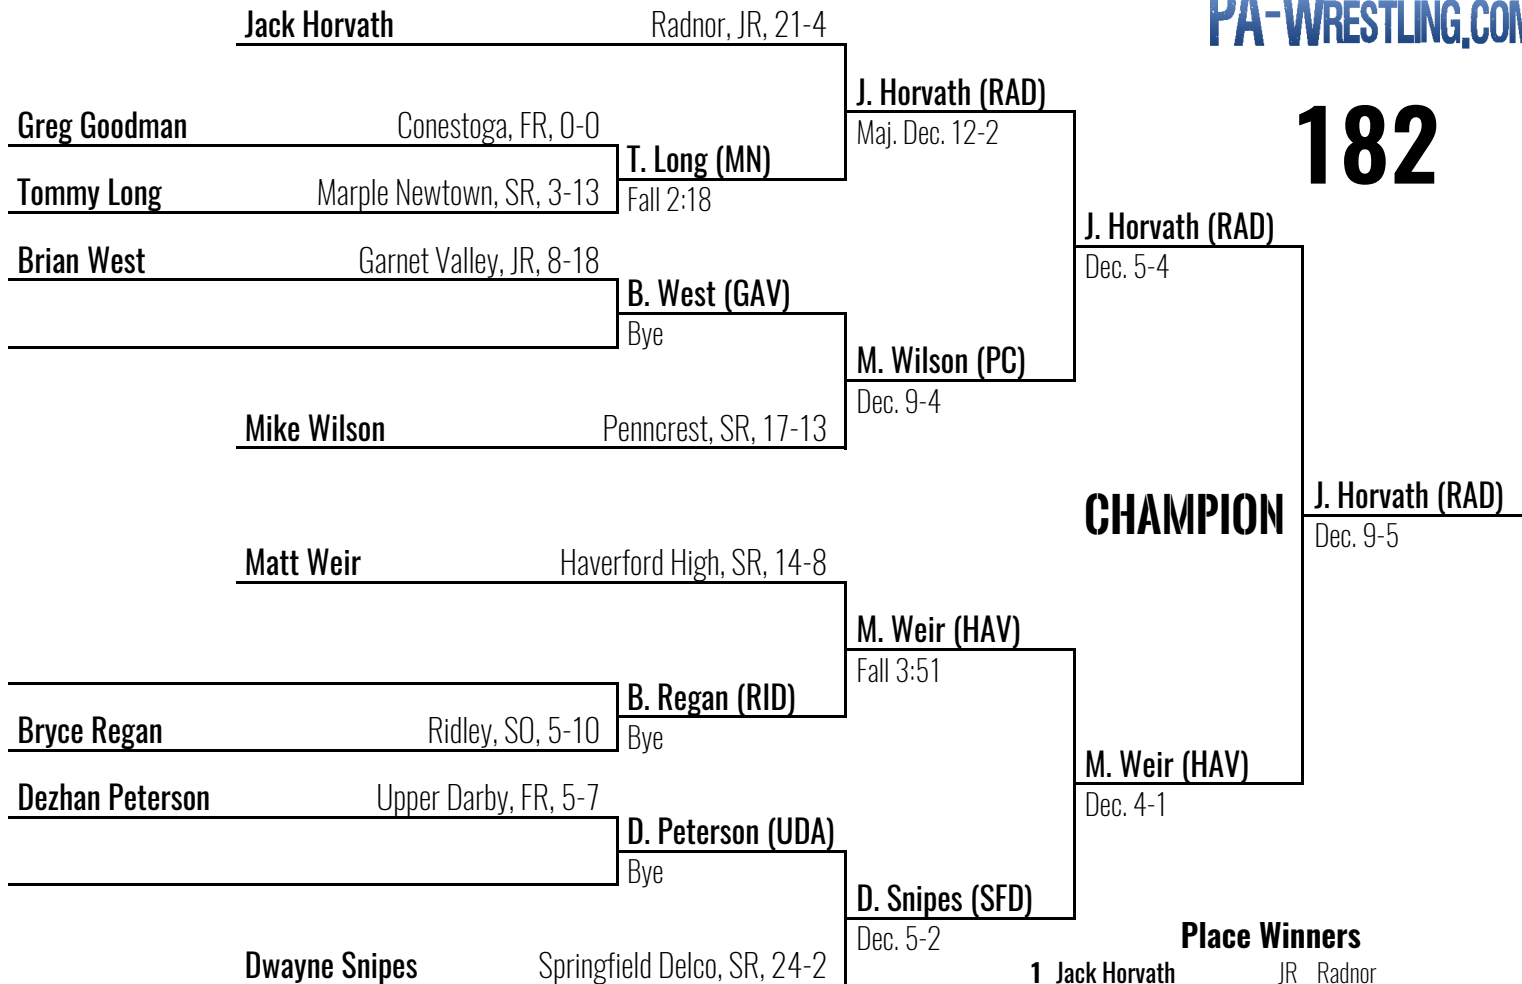 PA-WRESTLING.COM
182
Jack Horvath Radnor, JR, 21-4
J. Horvath (RAD)
Maj. Dec. 12-2
Greg Goodman Conestoga, FR, 0-0
T. Long (MN)
Fall 2:18
Tommy Long Marple Newtown, SR, 3-13
J. Horvath (RAD)
Dec. 5-4
Brian West Garnet Valley, JR, 8-18
B. West (GAV)
Bye
M. Wilson (PC)
Dec. 9-4
Mike Wilson Penncrest, SR, 17-13
CHAMPION
J. Horvath (RAD)
Dec. 9-5
Matt Weir Haverford High, SR, 14-8
M. Weir (HAV)
Fall 3:51
B. Regan (RID)
Bye
Bryce Regan Ridley, SO, 5-10
M. Weir (HAV)
Dec. 4-1
Dezhan Peterson Upper Darby, FR, 5-7
D. Peterson (UDA)
Bye
D. Snipes (SFD)
Dec. 5-2
Dwayne Snipes Springfield Delco, SR, 24-2
Place Winners
1 Jack Horvath JR Radnor